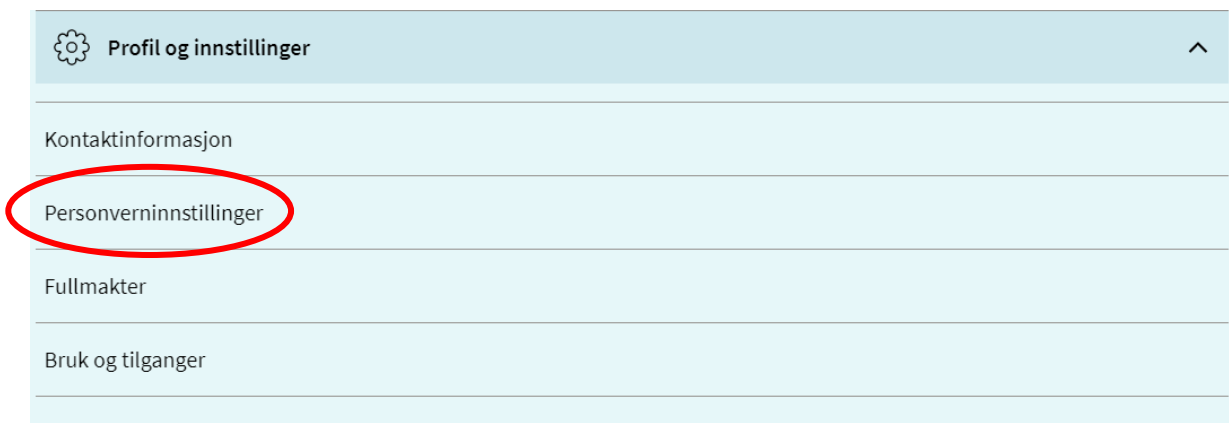 Profil og innstillinger
Kontaktinformasjon
Personverninnstillinger
Fullmakter
Bruk og tilganger